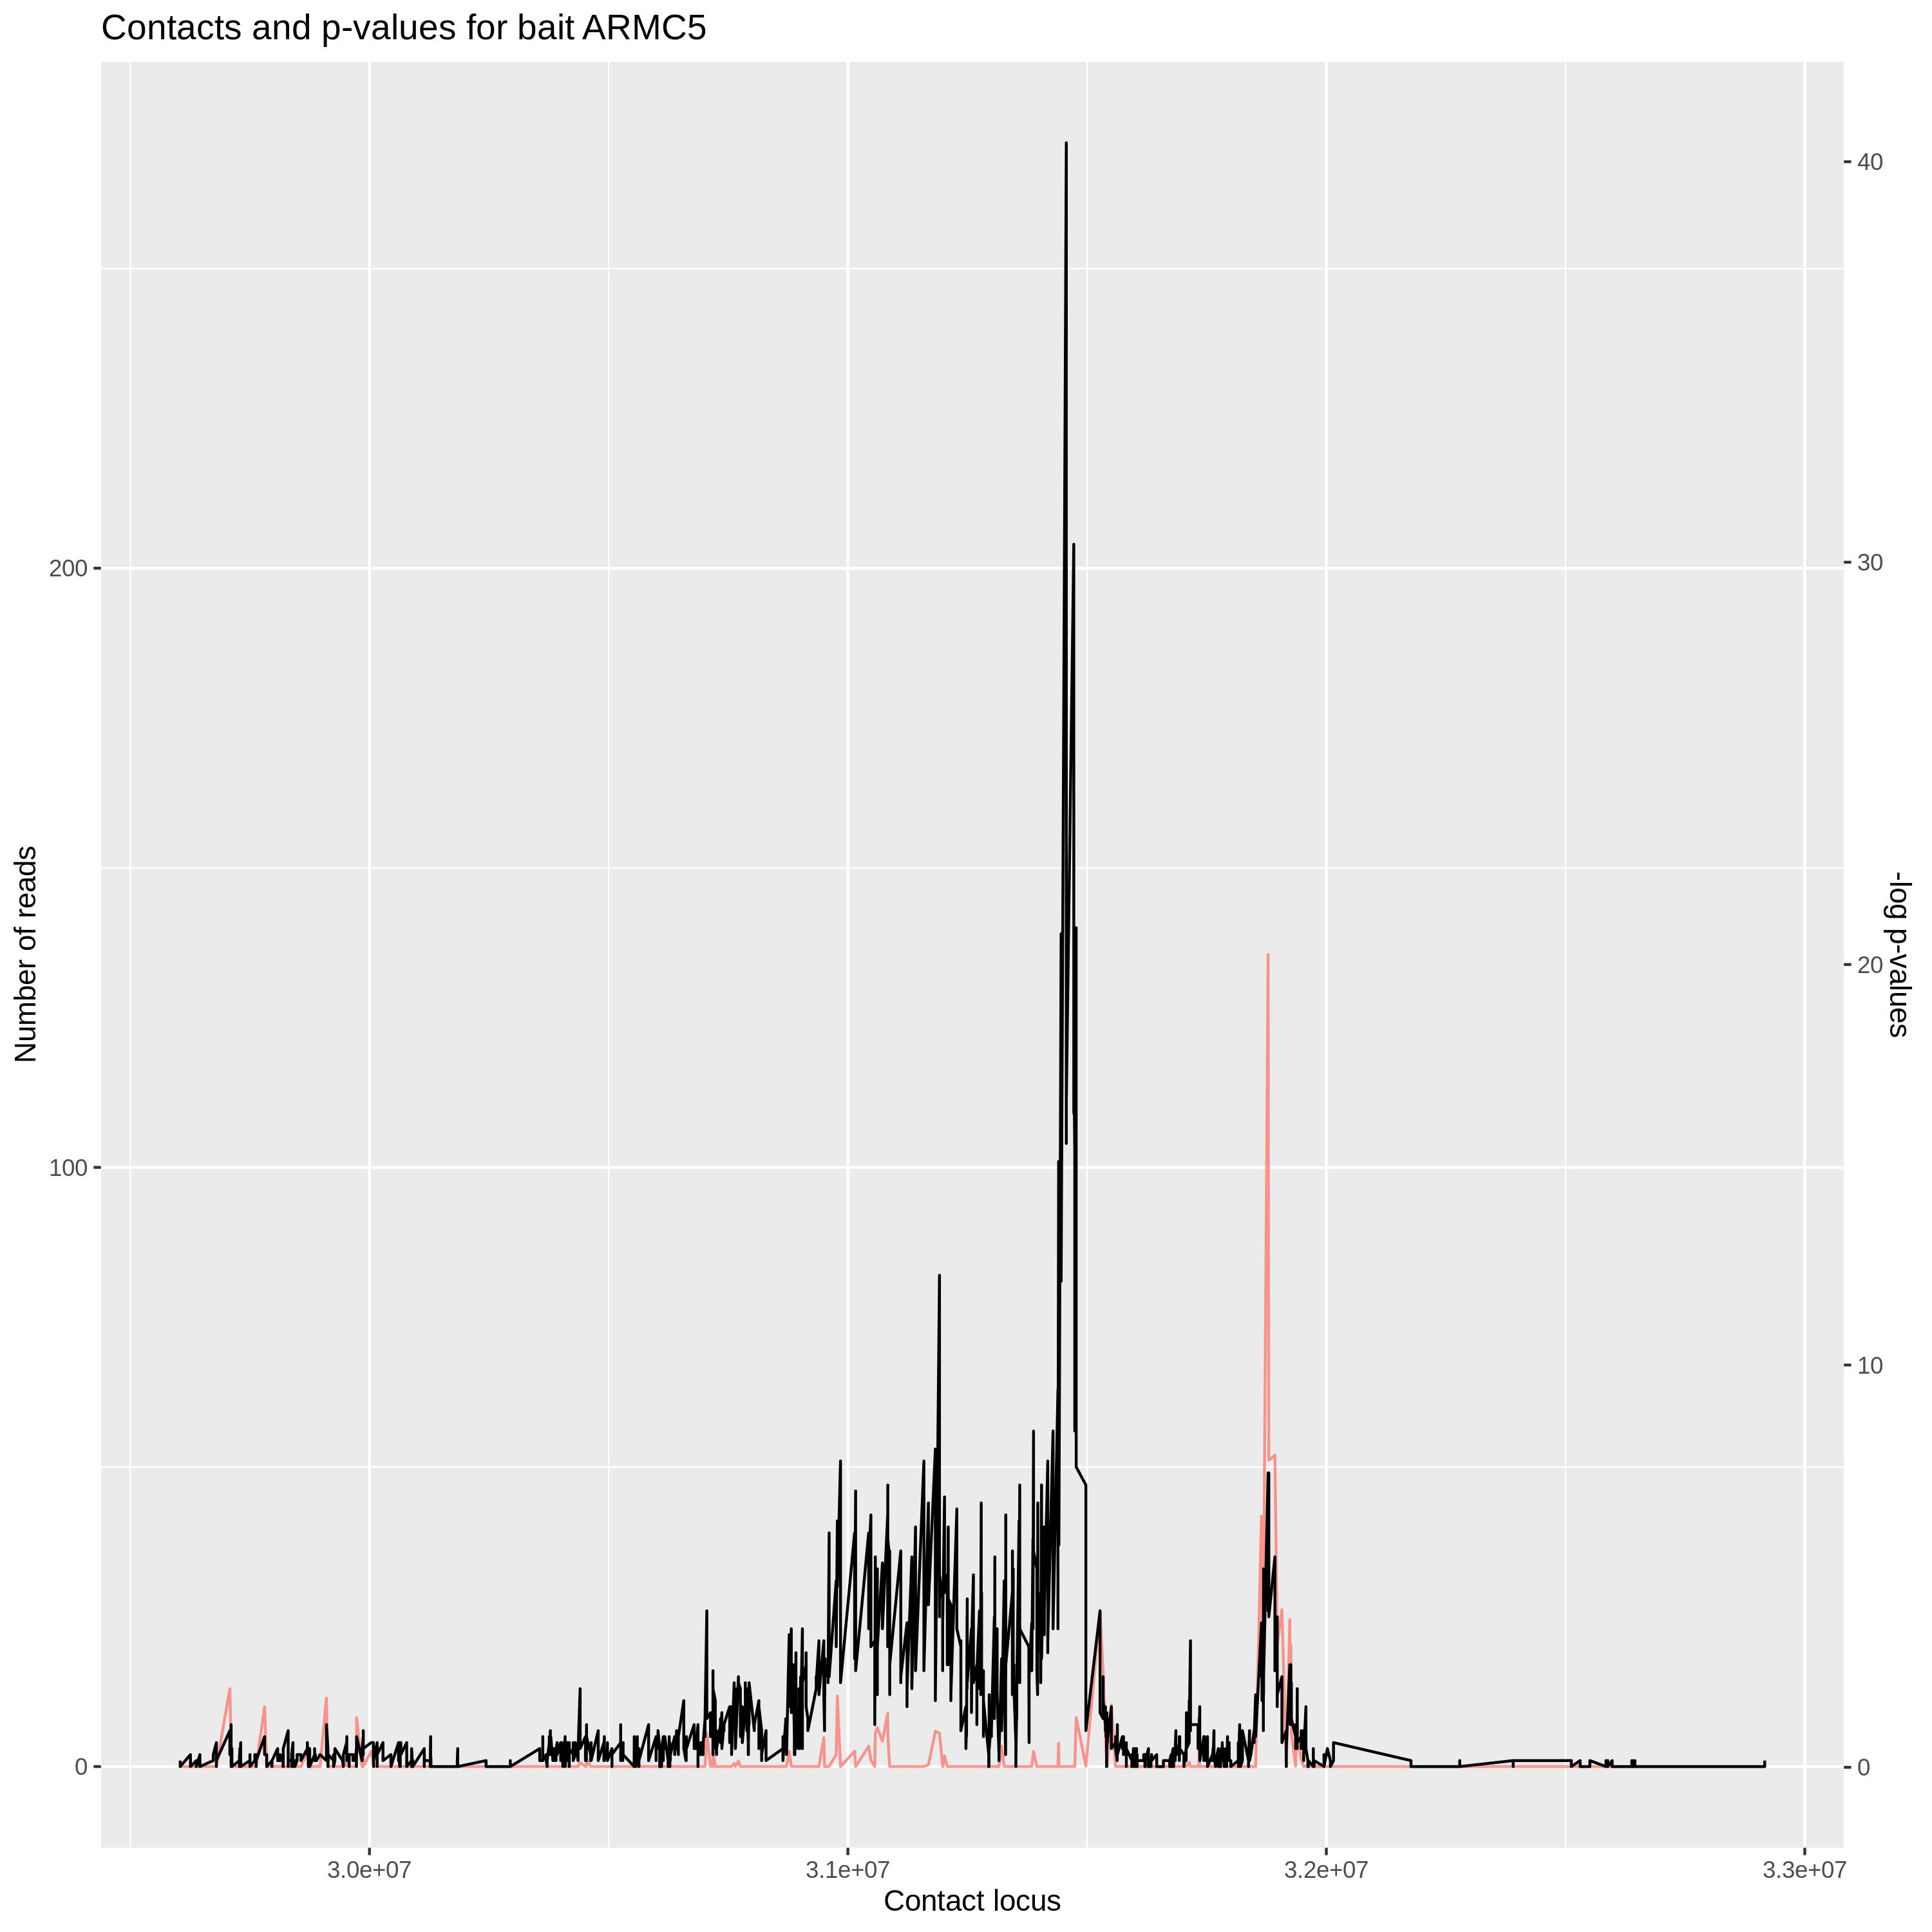 Contacts and p-values for bait ARMC5
Number of reads
200
100
0
40
30
20
10
0
-log p-values
3.0e+07
3.1e+07
3.2e+07
3.3e+07
Contact locus